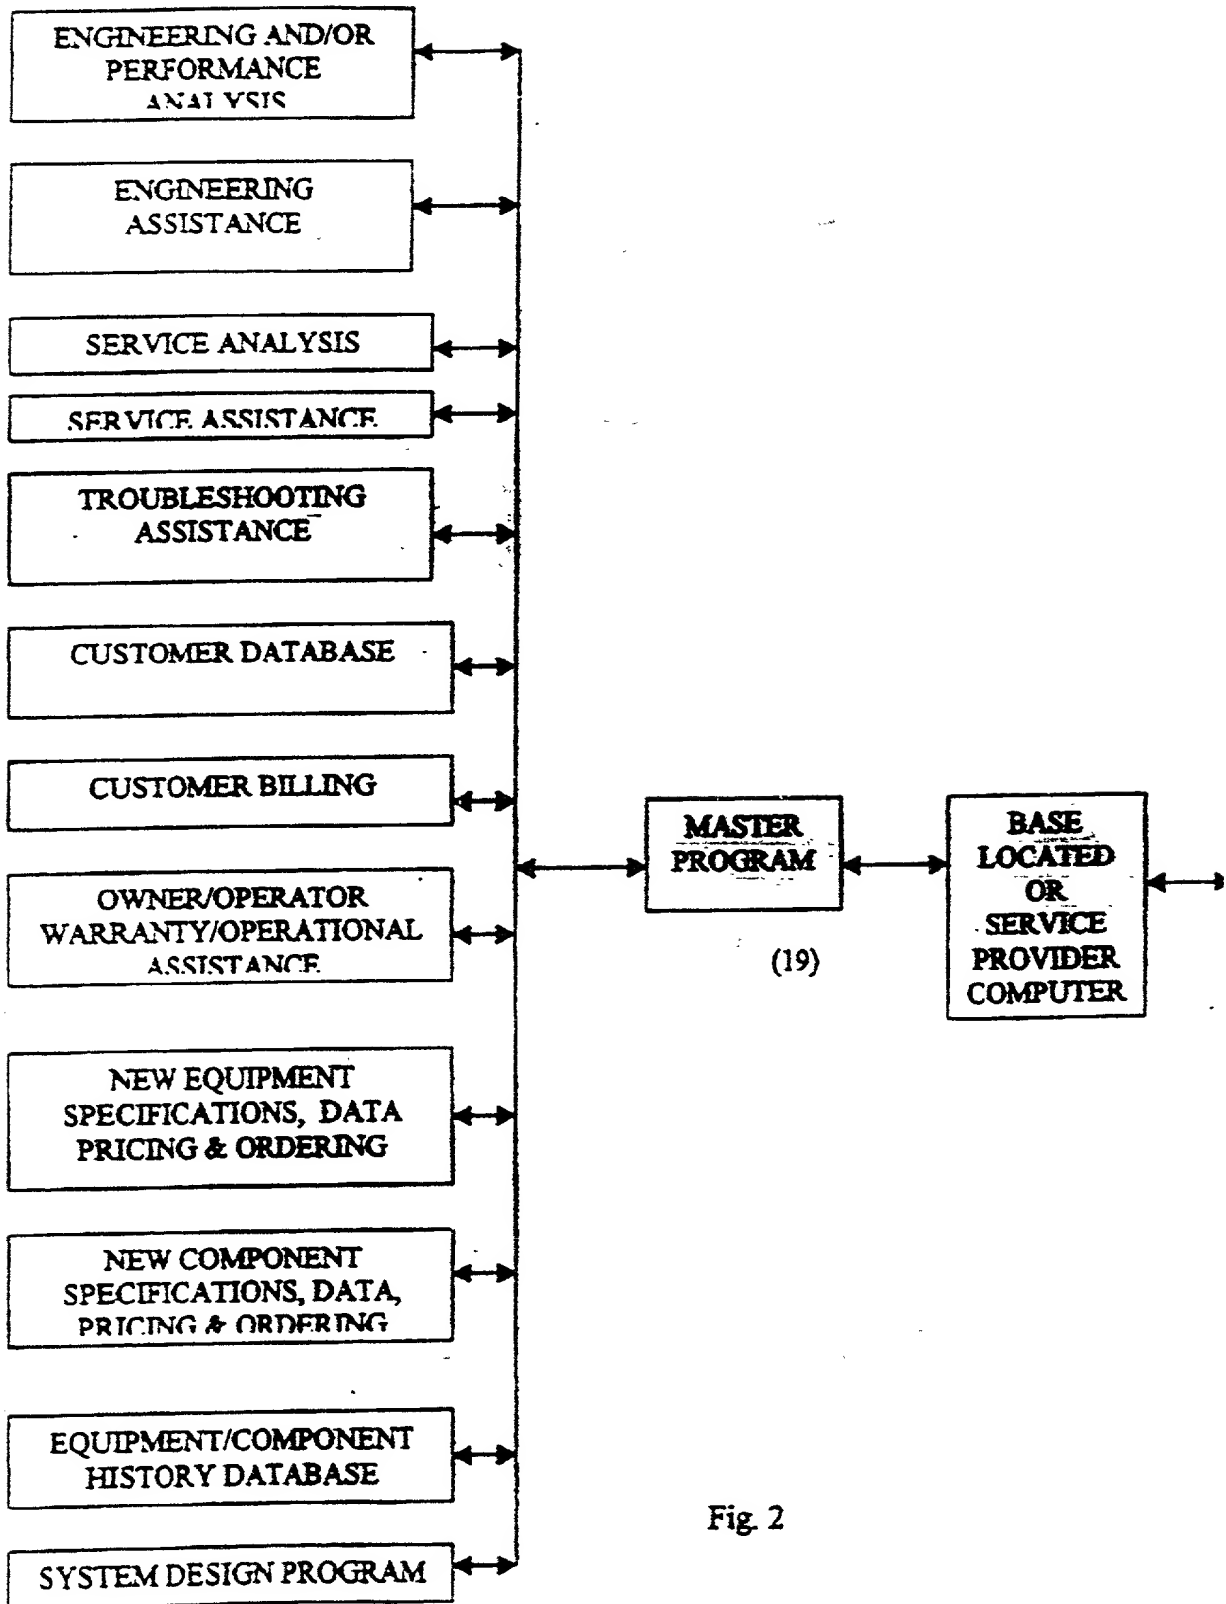 ENGINEERING AND/OR
PERFORMANCE
ANALYSIS
ENGINEERING
ASSISTANCE
SERVICE ANALYSIS
SERVICE ASSISTANCE
TROUBLESHOOTING
ASSISTANCE
CUSTOMER DATABASE
CUSTOMER BILLING
OWNER/OPERATOR
WARRANTY/OPERATIONAL
ASSISTANCE
NEW EQUIPMENT
SPECIFICATIONS, DATA
PRICING & ORDERING
NEW COMPONENT
SPECIFICATIONS, DATA,
PRICING & ORDERING
EQUIPMENT/COMPONENT
HISTORY DATABASE
SYSTEM DESIGN PROGRAM
MASTER
PROGRAM
(19)
BASE
LOCATED
OR
SERVICE
PROVIDER
COMPUTER
Fig. 2